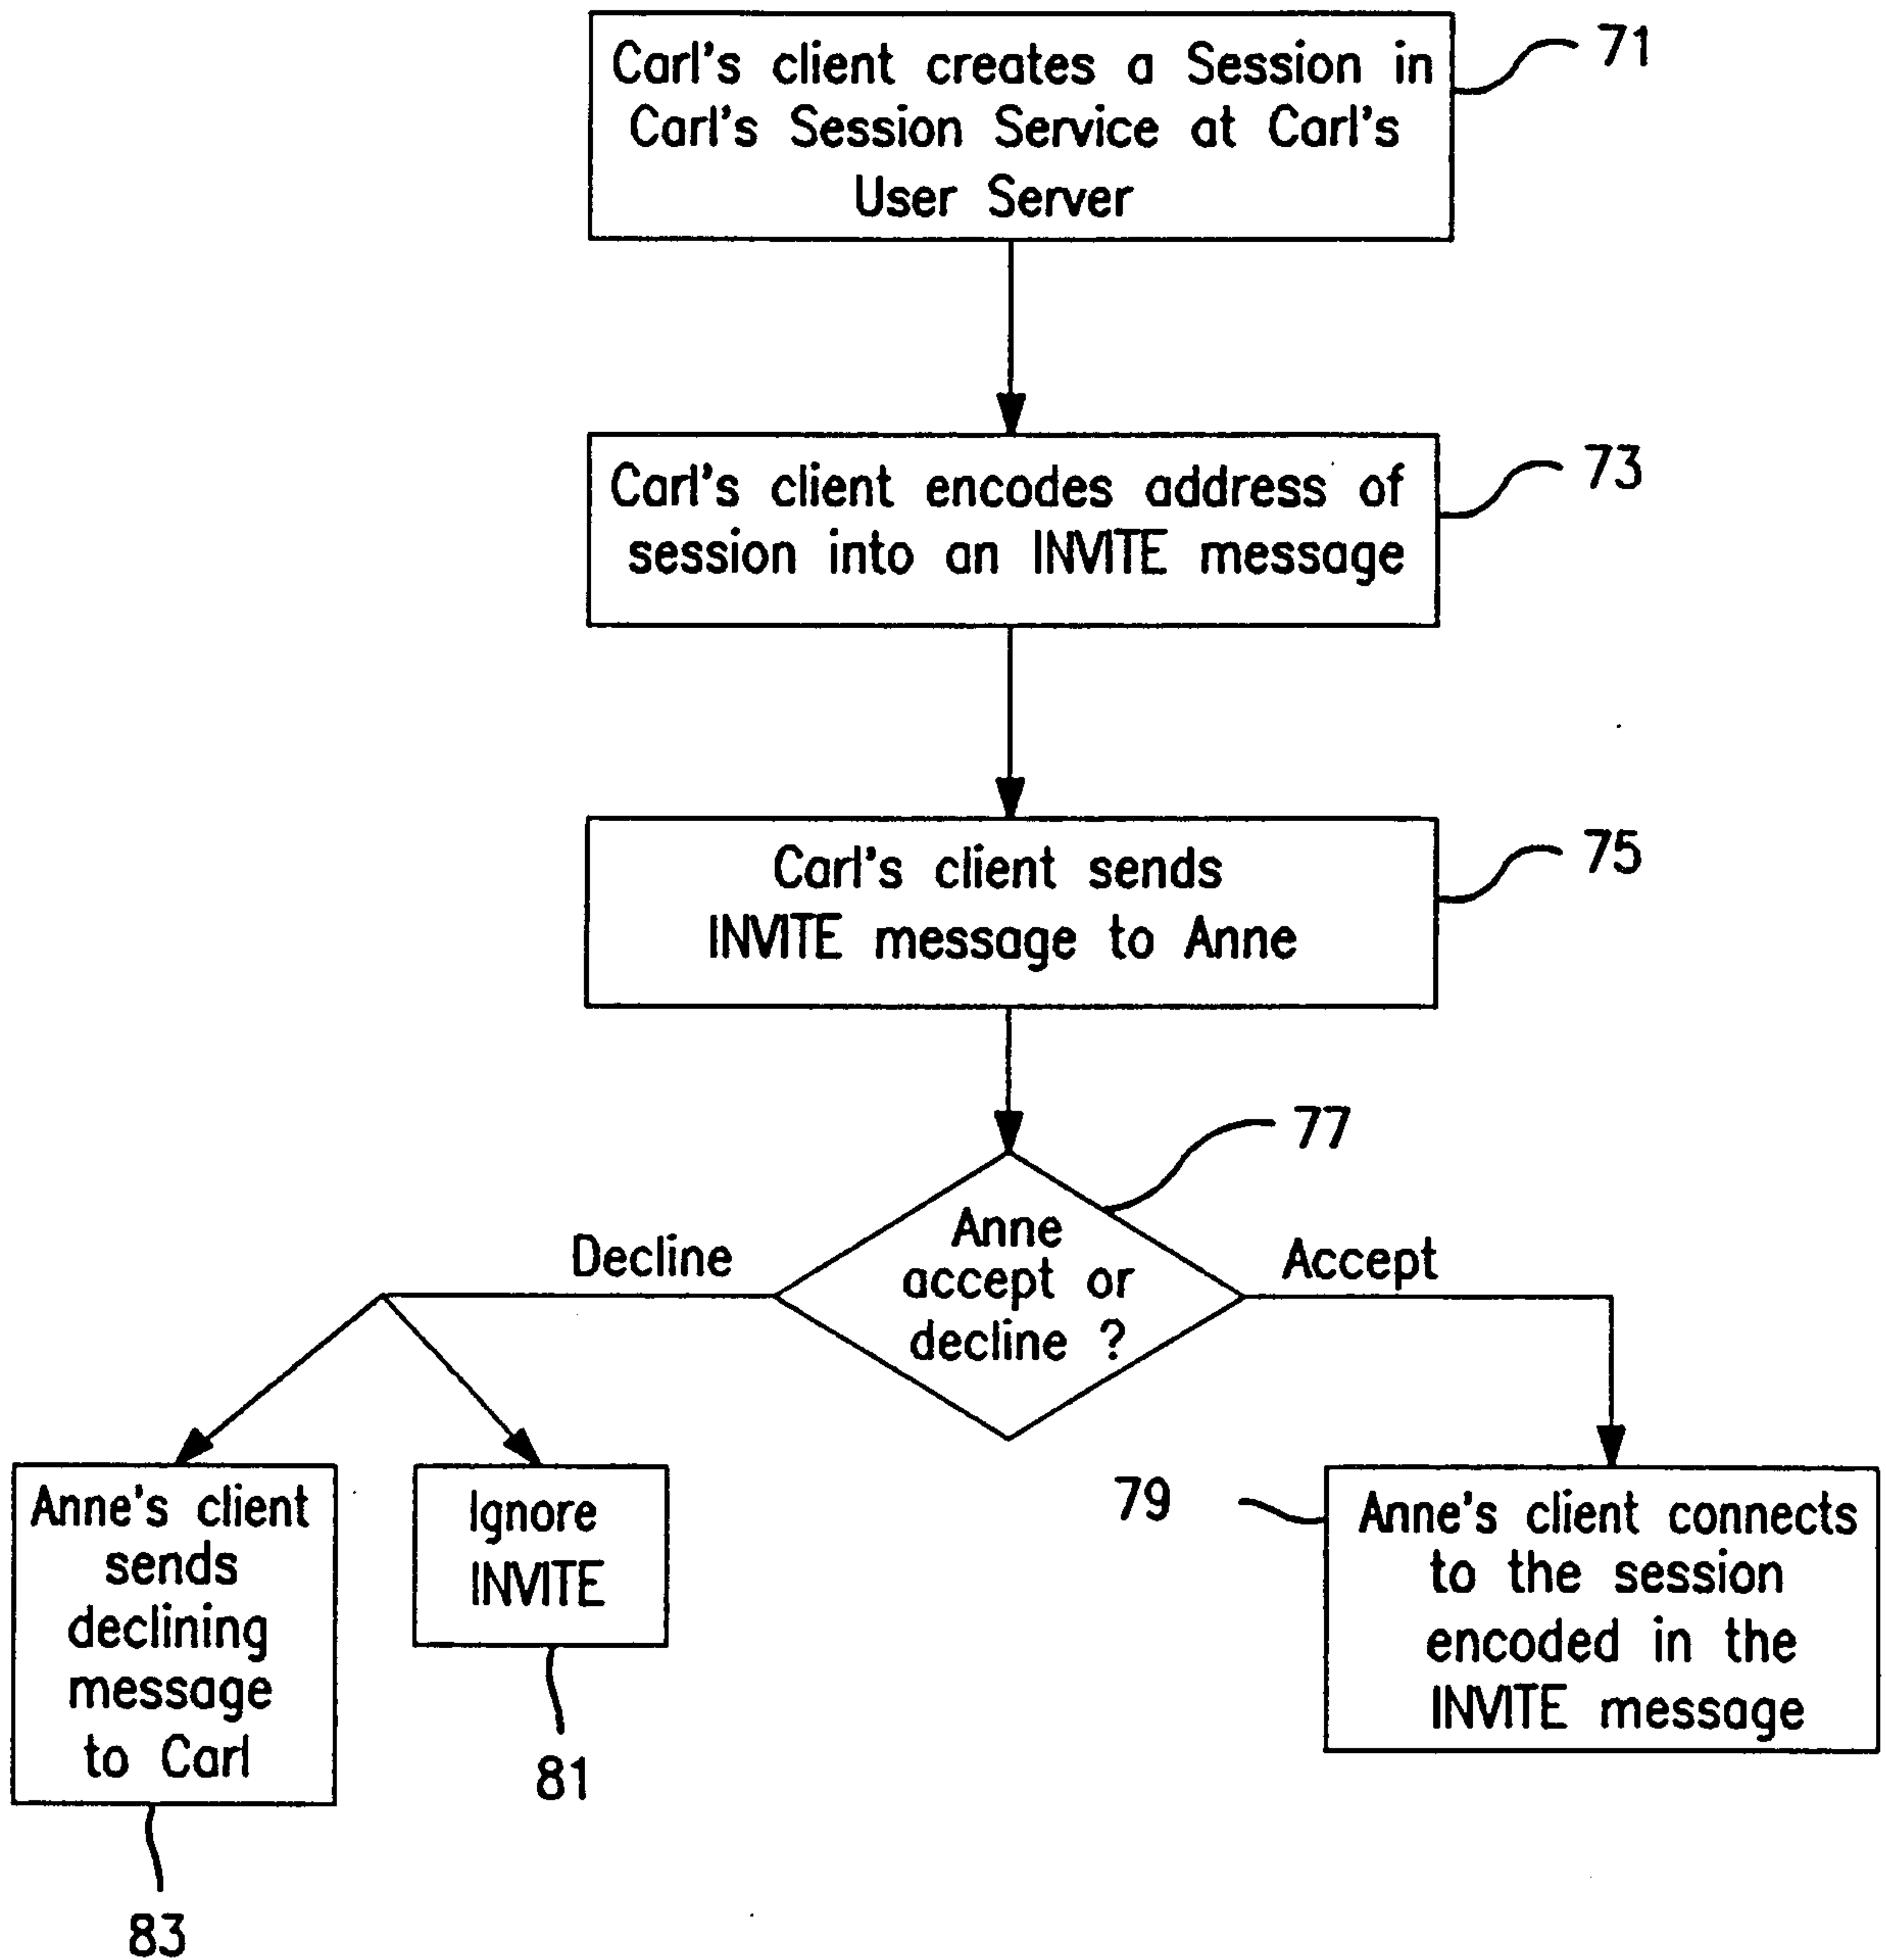 Carl's client creates a Session in
Carl's Session Service at Carl's
User Server
71
Carl's client encodes address of
session into an INVITE message
73
Carl's client sends
INVITE message to Anne
75
77
Anne
accept or
decline ?
Decline
Accept
Anne's client
sends
declining
message
to Carl
83
Ignore
INVITE
81
79
Anne's client connects
to the session
encoded in the
INVITE message